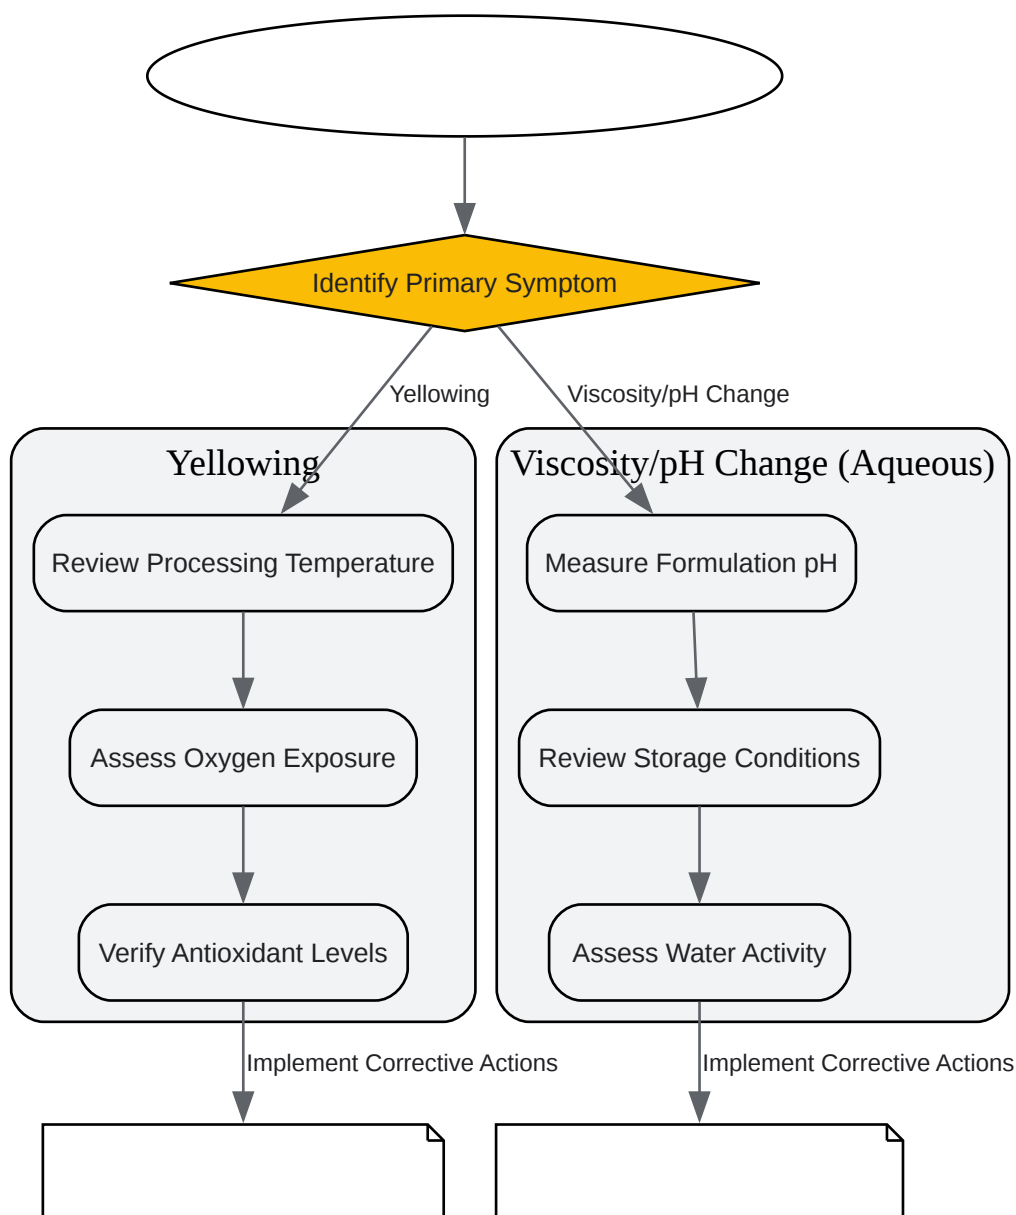 Identify Primary Symptom
Yellowing
Viscosity/pH Change
Yellowing
Viscosity/pH Change (Aqueous)
Review Processing Temperature
Measure Formulation pH
Assess Oxygen Exposure
Review Storage Conditions
Verify Antioxidant Levels
Assess Water Activity
Implement Corrective Actions
Implement Corrective Actions